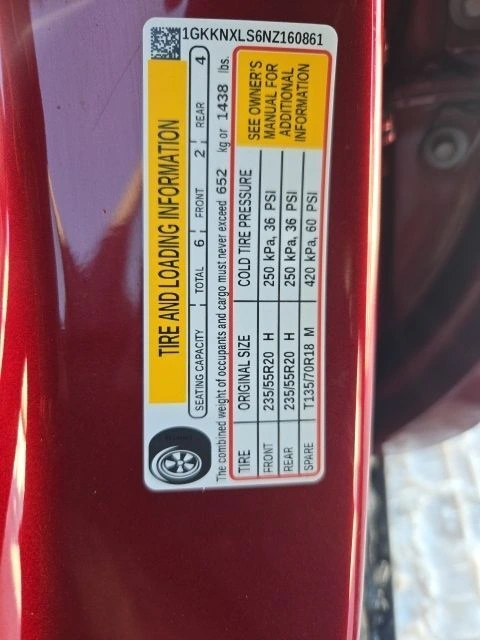 1GKKNXLS6NZ160861
TIRE AND LOADING INFORMATION
SEATING CAPACITY TOTAL 6 FRONT 2 REAR 4
The combined weight of occupants and cargo must never exceed 652 kg or 1438 lbs.
TIRE ORIGINAL SIZE COLD TIRE PRESSURE
FRONT 235/55R20 H 250 kPa, 36 PSI
REAR 235/55R20 H 250 kPa, 36 PSI
SPARE T135/70R18 M 420 kPa, 60 PSI
SEE OWNER'S
MANUAL FOR
ADDITIONAL
INFORMATION